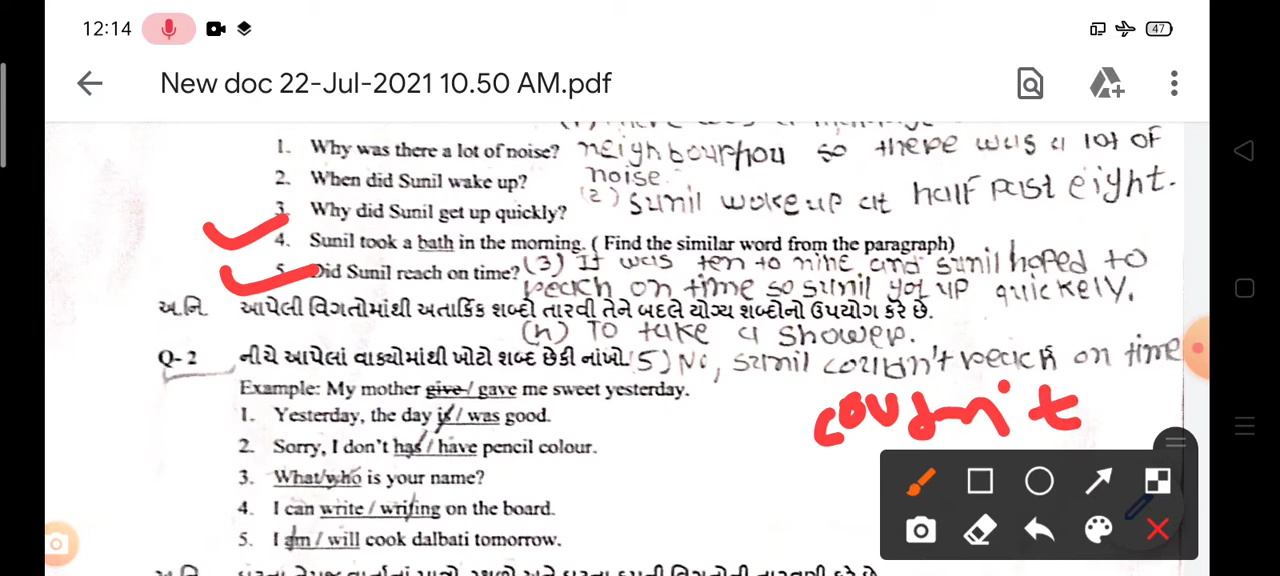 12:14 47
New doc 22-Jul-2021 10.50 AM.pdf
1. Why was there a lot of noise? neighbourhou so there was a lot of
noise.
2. When did Sunil wake up? (2) Sunil wokeup at half past eight.
3. Why did Sunil get up quickly?
4. Sunil took a bath in the morning. ( Find the similar word from the paragraph)
5. Did Sunil reach on time? (3) It was ten to nine and sunil hoped to
reach on time so sunil got up quickely.
અ.નિ. આપેલી વિગતોમાંથી અતાર્કિક શબ્દો તારવી તેને બદલે યોગ્ય શબ્દોનો ઉપયોગ કરે છે.
(4) To take a shower.
Q-2 નીચે આપેલાં વાક્યોમાંથી ખોટો શબ્દ છેકી નાંખો. (5) No, sunil couldn't reach on time
Example: My mother give / gave me sweet yesterday.
1. Yesterday, the day is / was good.
2. Sorry, I don't has / have pencil colour.
3. What/who is your name?
4. I can write / writing on the board.
5. I am / will cook dalbati tomorrow.